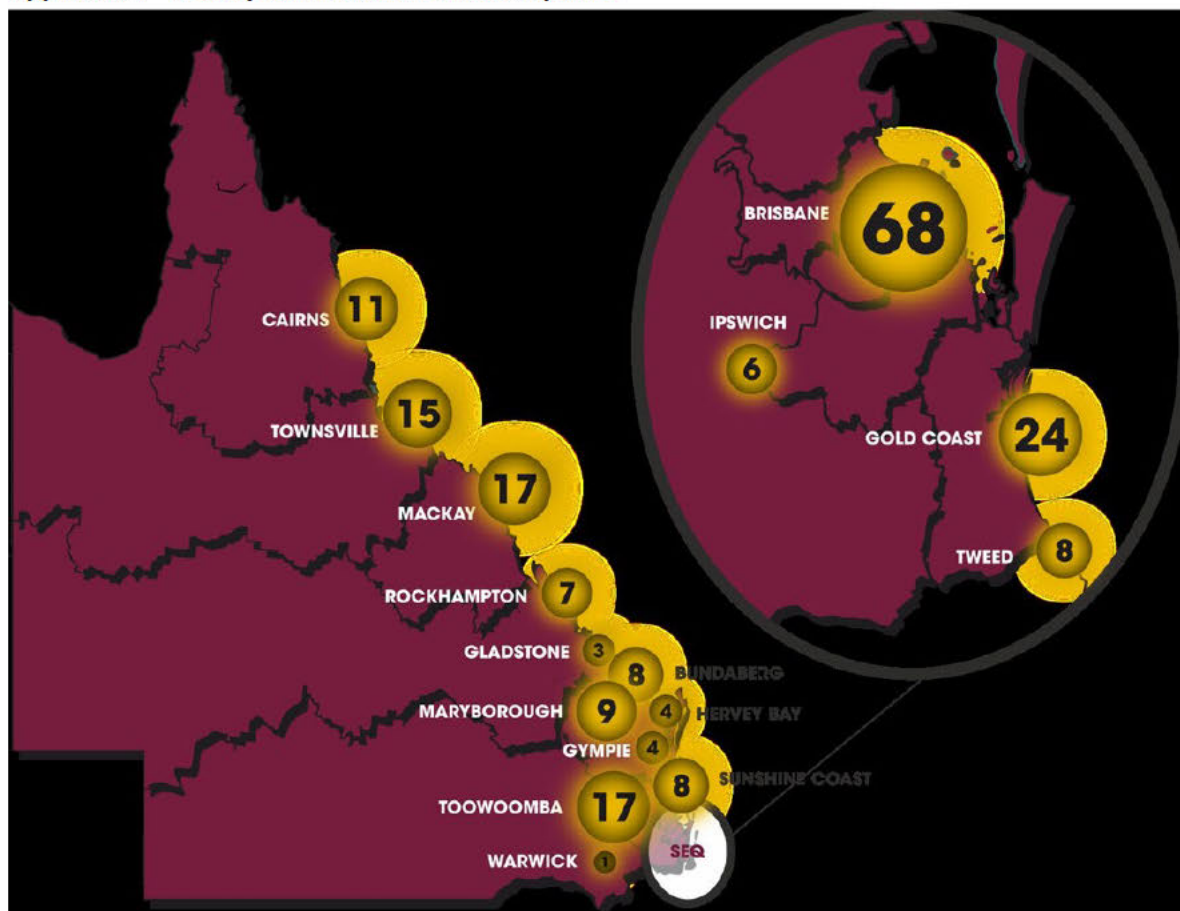 CAIRNS
11
TOWNSVILLE
15
MACKAY
17
ROCKHAMPTON
7
GLADSTONE
3
8
BUNDABERG
MARYBOROUGH
9
4
HERVEY BAY
GYMPIE
4
8
SUNSHINE COAST
TOOWOOMBA
17
WARWICK
1
SEQ
BRISBANE
68
IPSWICH
6
GOLD COAST
24
TWEED
8